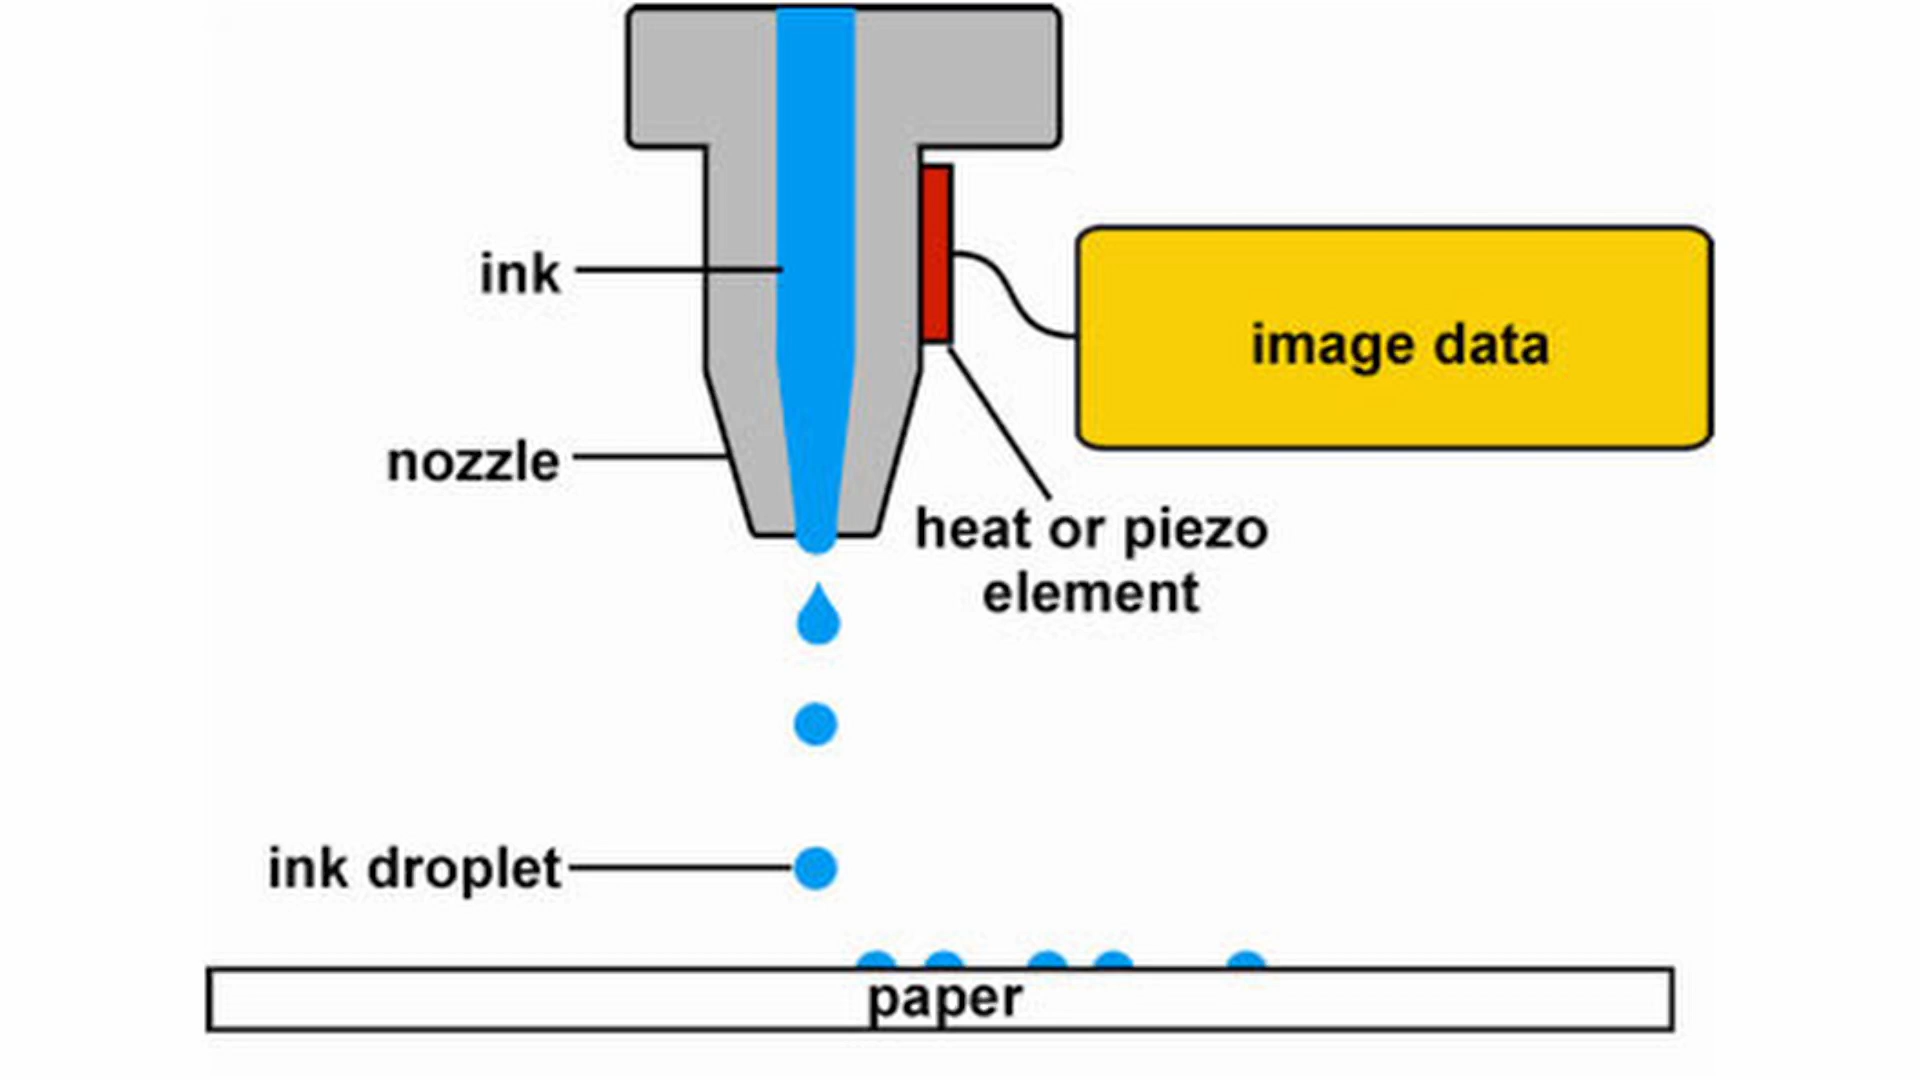 ink
image data
nozzle
heat or piezo
element
ink droplet
paper